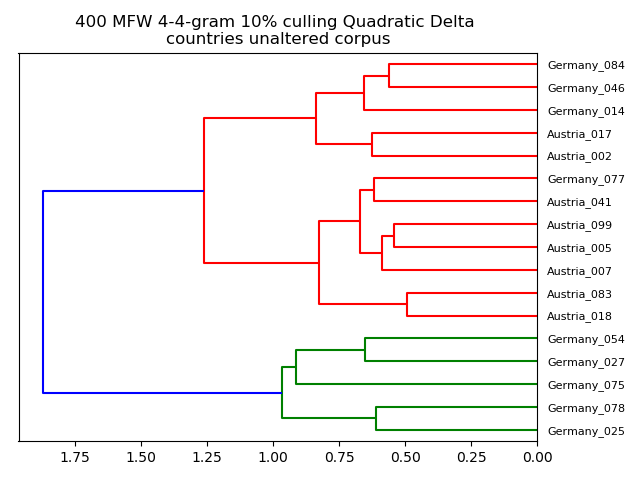 400 MFW 4-4-gram 10% culling Quadratic Delta
countries unaltered corpus
Germany_084
Germany_046
Germany_014
Austria_017
Austria_002
Germany_077
Austria_041
Austria_099
Austria_005
Austria_007
Austria_083
Austria_018
Germany_054
Germany_027
Germany_075
Germany_078
Germany_025
1.75 1.50 1.25 1.00 0.75 0.50 0.25 0.00